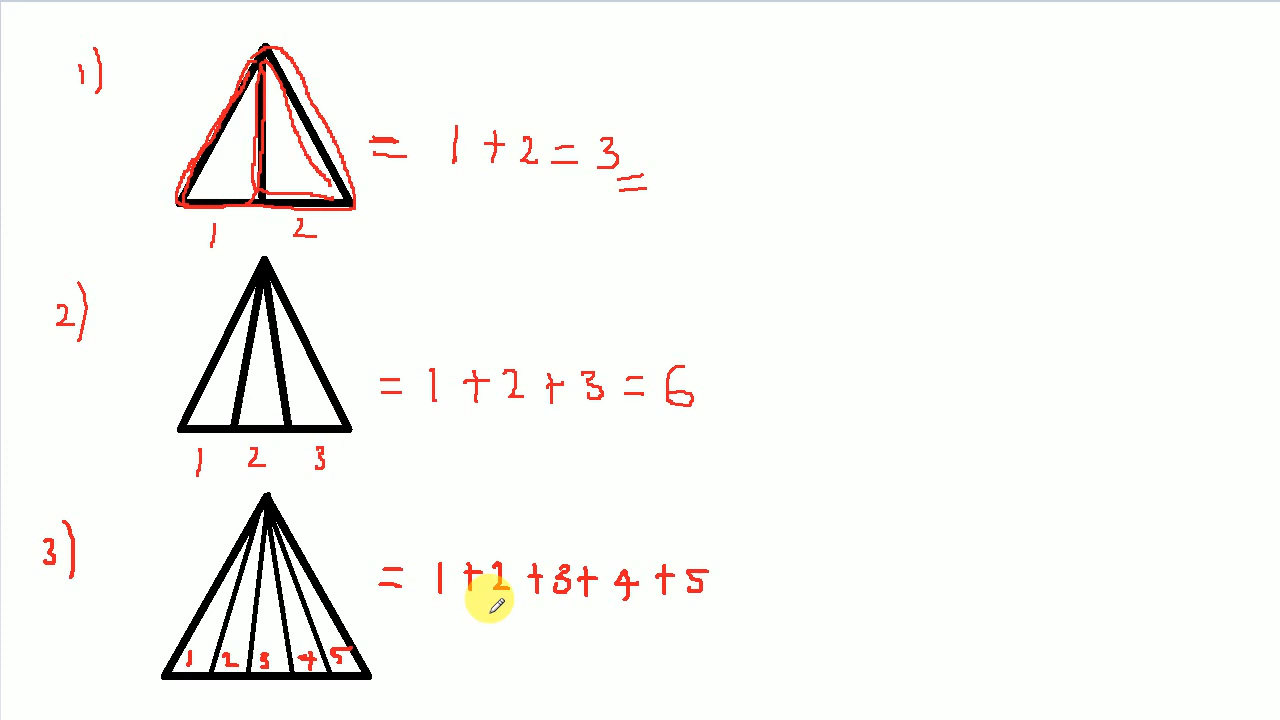 1)
= 1 + 2 = 3
1 2
2)
= 1 + 2 + 3 = 6
1 2 3
3)
= 1 + 2 + 3 + 4 + 5
1 2 3 4 5